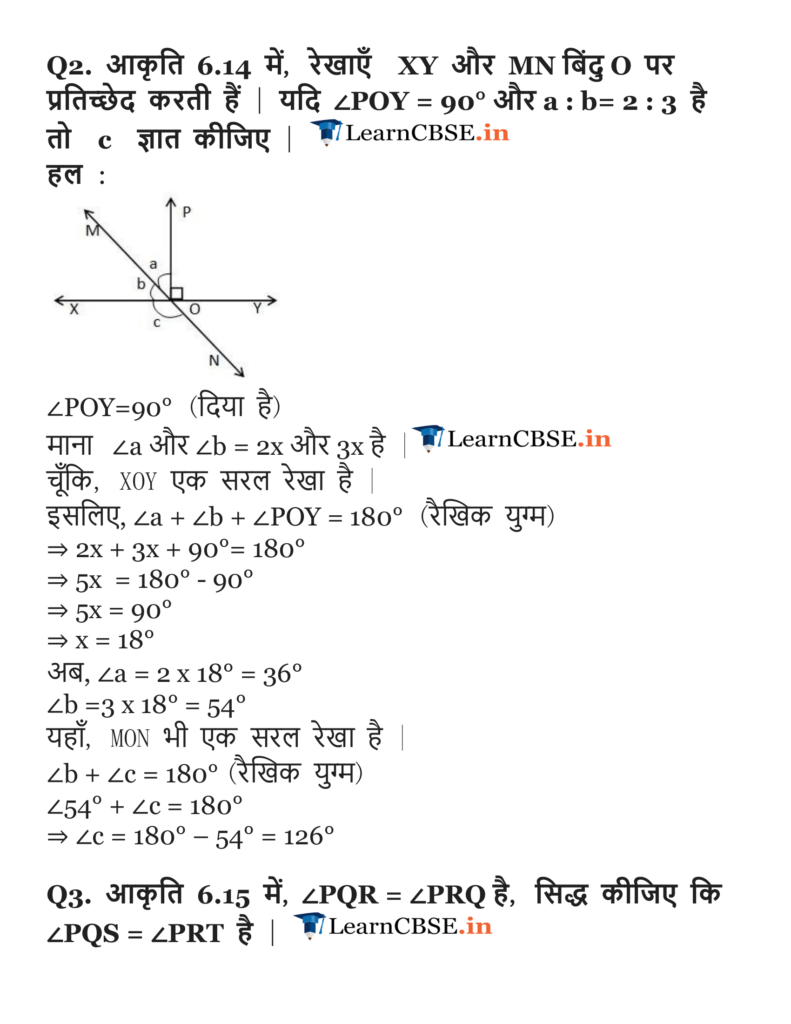 Q2. आकृति 6.14 में, रेखाएँ XY और MN बिंदु O पर
प्रतिच्छेद करती हैं | यदि ∠POY = 90° और a : b= 2 : 3 है
तो c ज्ञात कीजिए | LearnCBSE.in
हल :
P
M
a
b
X
O
Y
c
N
∠POY=90° (दिया है)
माना ∠a और ∠b = 2x और 3x है | LearnCBSE.in
चूँकि, XOY एक सरल रेखा है |
इसलिए, ∠a + ∠b + ∠POY = 180° (रैखिक युग्म)
⇒ 2x + 3x + 90°= 180°
⇒ 5x = 180° - 90°
⇒ 5x = 90°
⇒ x = 18°
अब, ∠a = 2 x 18° = 36°
∠b =3 x 18° = 54°
यहाँ, MON भी एक सरल रेखा है |
∠b + ∠c = 180° (रैखिक युग्म)
∠54° + ∠c = 180°
⇒ ∠c = 180° – 54° = 126°
Q3. आकृति 6.15 में, ∠PQR = ∠PRQ है, सिद्ध कीजिए कि
∠PQS = ∠PRT है | LearnCBSE.in